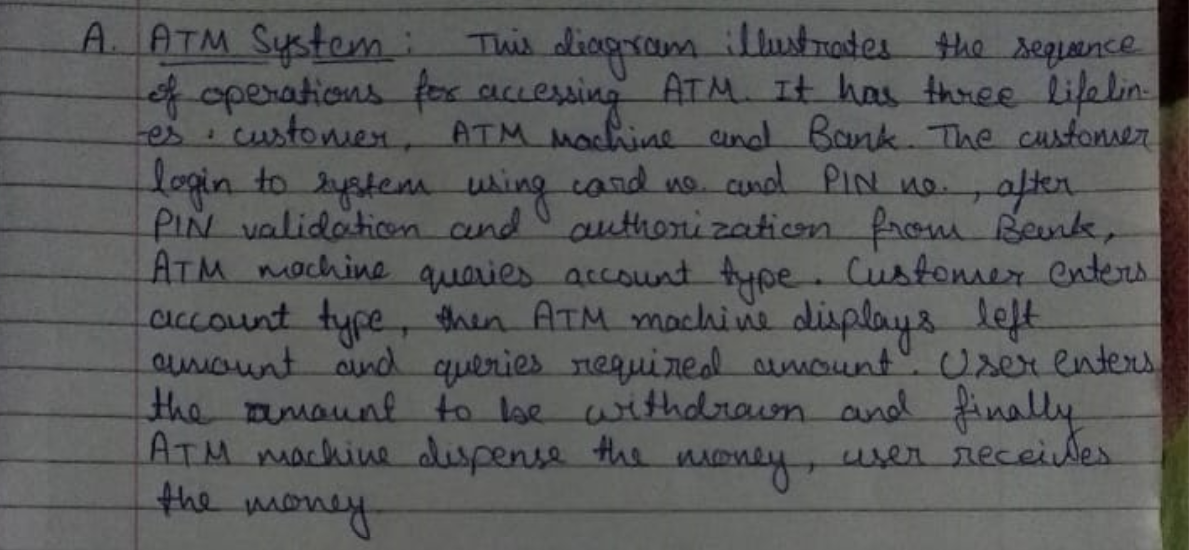 A. ATM System : This diagram illustrates the sequence
of operations for accessing ATM. It has three lifelin-
-es : customer, ATM Machine and Bank. The customer
login to system using card no. and PIN no., after
PIN validation and authorization from Bank,
ATM machine queries account type. Customer enters
account type, then ATM machine displays left
amount and queries required amount. User enters
the amount to be withdrawn and finally
ATM machine dispense the money, user receives
the money